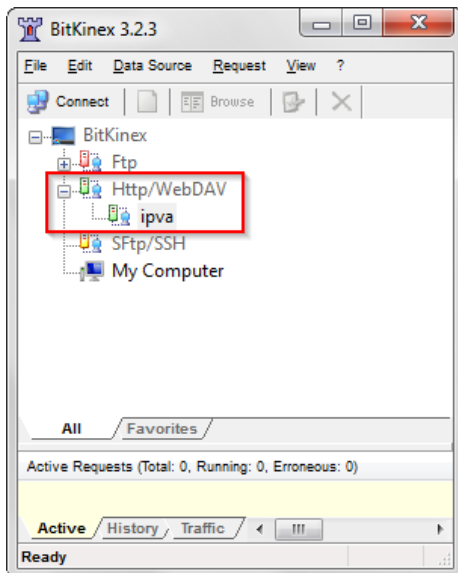 BitKinex 3.2.3
File Edit Data Source Request View ?
Connect Browse
BitKinex
Ftp
Http/WebDAV
ipva
SFtp/SSH
My Computer
All Favorites
Active Requests (Total: 0, Running: 0, Erroneous: 0)
Active History Traffic
Ready